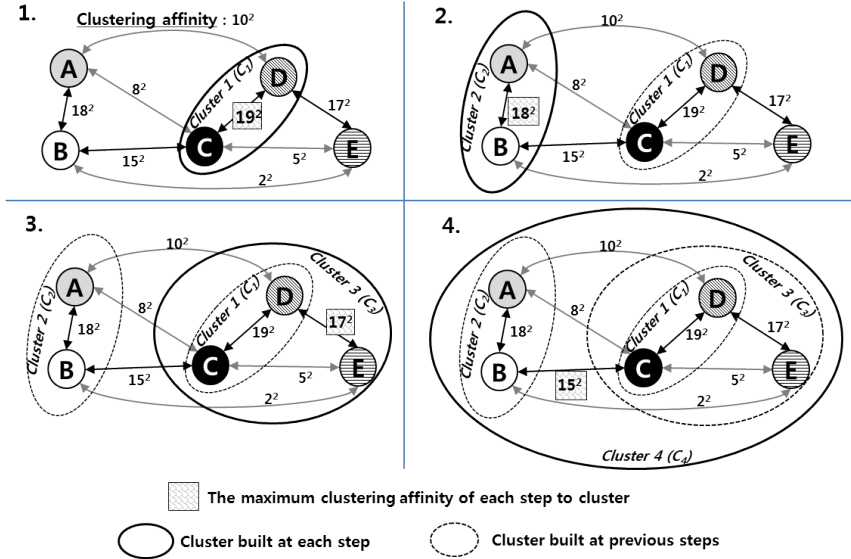 1.
Clustering affinity : 10²
A
B
C
D
E
18²
8²
15²
19²
17²
5²
2²
Cluster 1 (C₁)
2.
10²
A
B
C
D
E
18²
8²
15²
19²
17²
5²
2²
Cluster 2 (C₂)
Cluster 1 (C₁)
3.
10²
A
B
C
D
E
18²
8²
15²
19²
17²
5²
2²
Cluster 2 (C₂)
Cluster 1 (C₁)
Cluster 3 (C₃)
4.
10²
A
B
C
D
E
18²
8²
15²
19²
17²
5²
2²
Cluster 2 (C₂)
Cluster 1 (C₁)
Cluster 3 (C₃)
Cluster 4 (C₄)
The maximum clustering affinity of each step to cluster
Cluster built at each step
Cluster built at previous steps